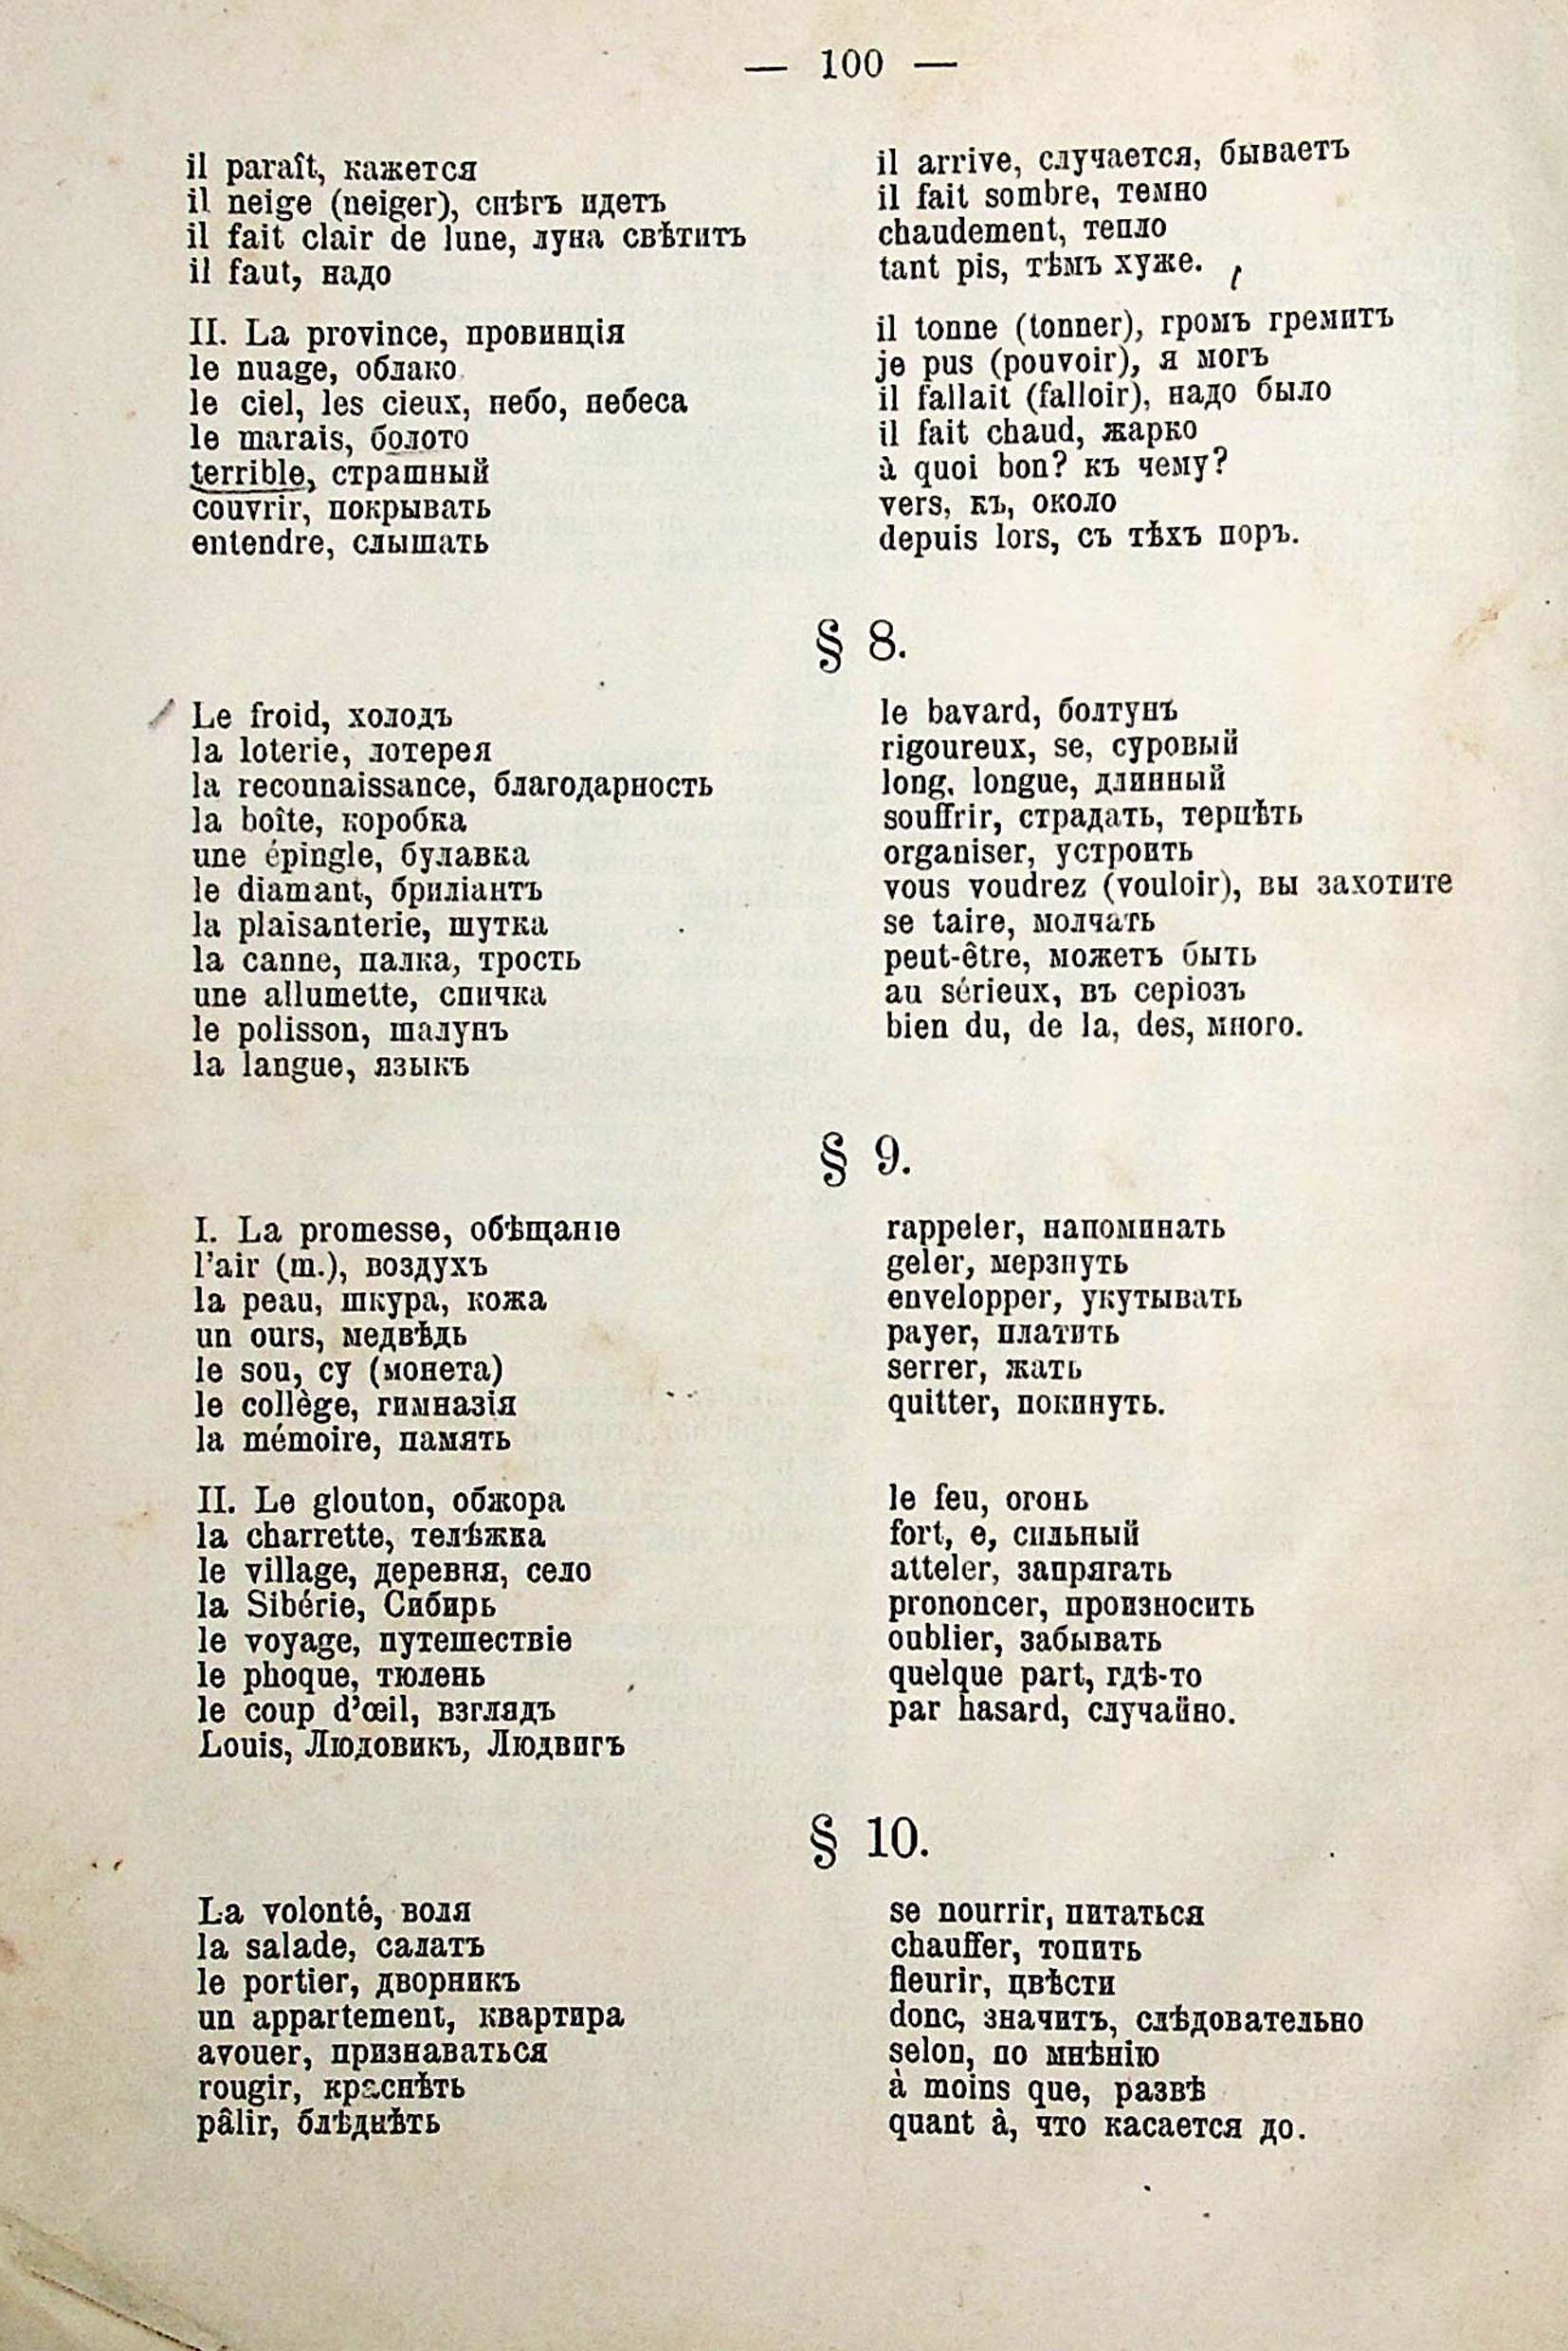 — 100 —
il paraît, кажется
il neige (neiger), снѣгъ идетъ
il fait clair de lune, луна свѣтитъ
il faut, надо
il arrive, случается, бываетъ
il fait sombre, темно
chaudement, тепло
tant pis, тѣмъ хуже.
II. La province, провинція
le nuage, облако
le ciel, les cieux, небо, небеса
le marais, болото
terrible, страшный
couvrir, покрывать
entendre, слышать
il tonne (tonner), громъ гремитъ
je pus (pouvoir), я могъ
il fallait (falloir), надо было
il fait chaud, жарко
à quoi bon? къ чему?
vers, къ, около
depuis lors, съ тѣхъ поръ.
§ 8.
Le froid, холодъ
la loterie, лотерея
la reconnaissance, благодарность
la boîte, коробка
une épingle, булавка
le diamant, бриліантъ
la plaisanterie, шутка
la canne, палка, трость
une allumette, спичка
le polisson, шалунъ
la langue, языкъ
le bavard, болтунъ
rigoureux, se, суровый
long, longue, длинный
souffrir, страдать, терпѣть
organiser, устроить
vous voudrez (vouloir), вы захотите
se taire, молчать
peut-être, можетъ быть
au sérieux, въ серіозъ
bien du, de la, des, много.
§ 9.
I. La promesse, обѣщаніе
l'air (m.), воздухъ
la peau, шкура, кожа
un ours, медвѣдь
le sou, су (монета)
le collège, гимназія
la mémoire, память
rappeler, напоминать
geler, мерзнуть
envelopper, укутывать
payer, платить
serrer, жать
quitter, покинуть.
II. Le glouton, обжора
la charrette, телѣжка
le village, деревня, село
la Sibérie, Сибирь
le voyage, путешествіе
le phoque, тюлень
le coup d'œil, взглядъ
Louis, Людовикъ, Людвигъ
le feu, огонь
fort, e, сильный
atteler, запрягать
prononcer, произносить
oublier, забывать
quelque part, гдѣ-то
par hasard, случайно.
§ 10.
La volonté, воля
la salade, салатъ
le portier, дворникъ
un appartement, квартира
avouer, признаваться
rougir, краснѣть
pâlir, блѣднѣть
se nourrir, питаться
chauffer, топить
fleurir, цвѣсти
donc, значитъ, слѣдовательно
selon, по мнѣнію
à moins que, развѣ
quant à, что касается до.